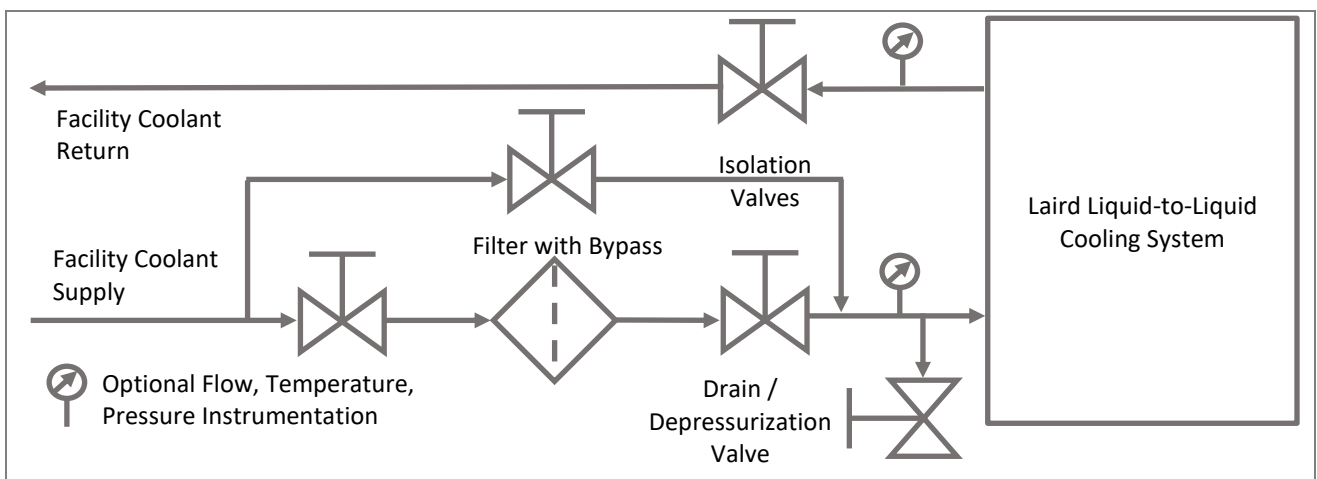 Facility Coolant
Return
Isolation
Valves
Laird Liquid-to-Liquid
Cooling System
Filter with Bypass
Facility Coolant
Supply
Optional Flow, Temperature,
Pressure Instrumentation
Drain /
Depressurization
Valve